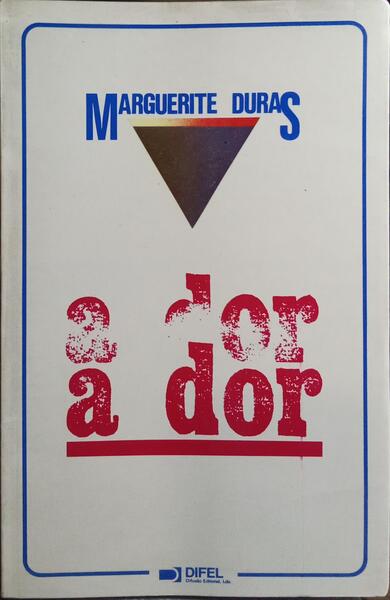 MARGUERITE DURAS
a dor
a dor
DIFEL
Difusão Editorial, Lda.